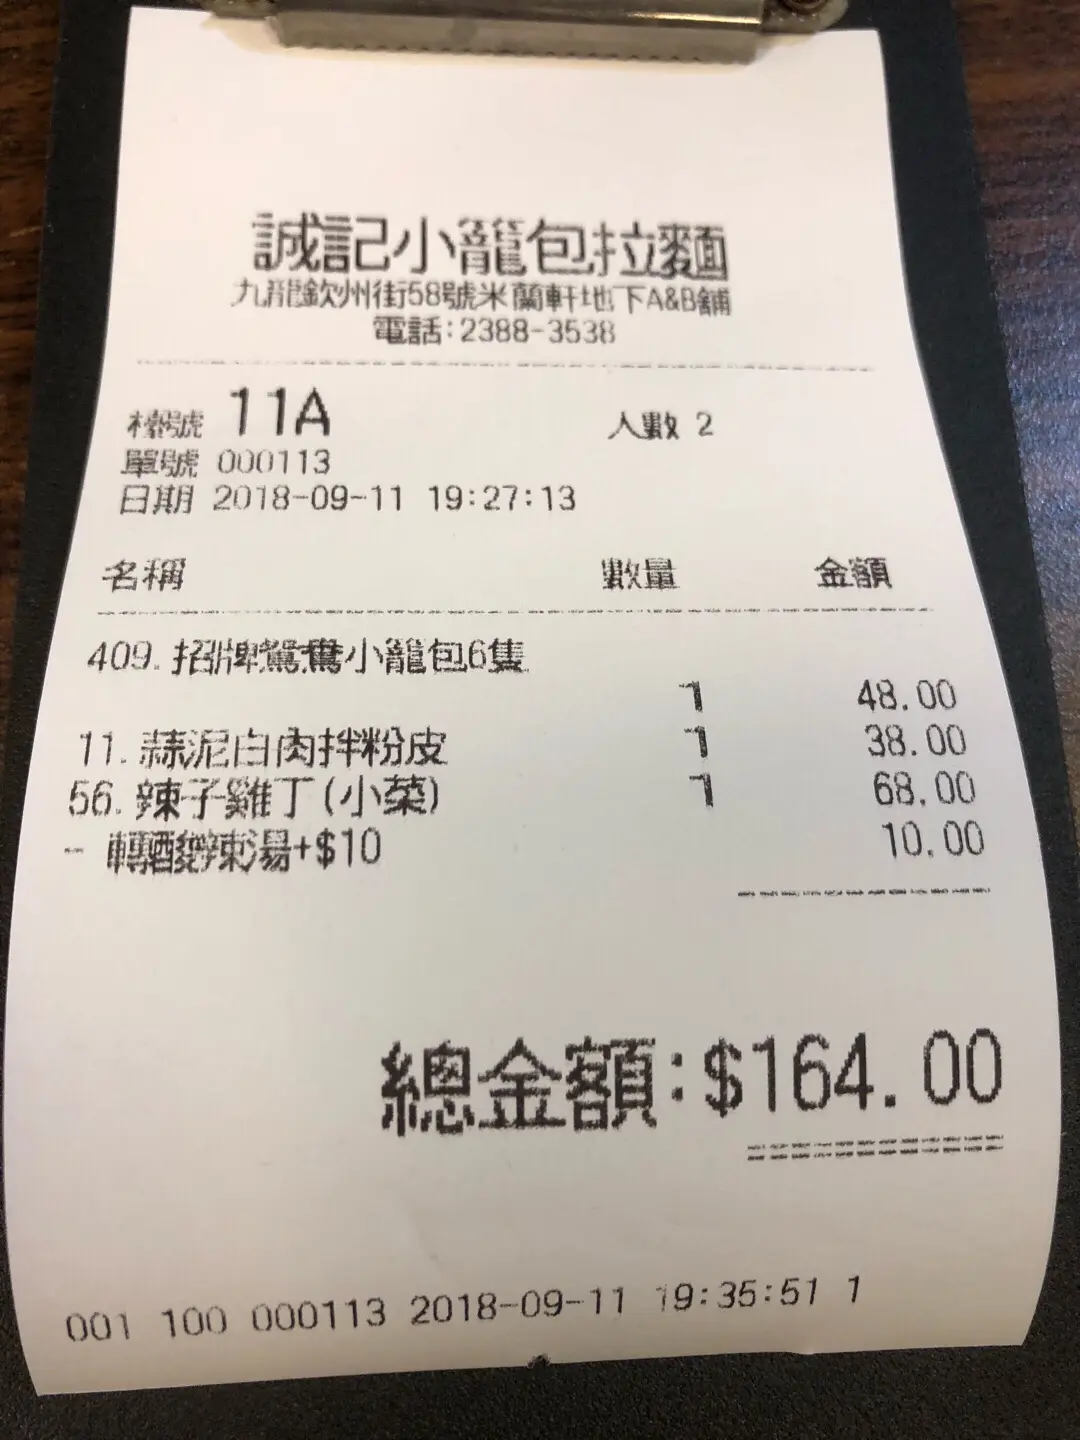 誠記小籠包拉麵
九龍欽州街58號米蘭軒地下A&B舖
電話:2388-3538
檯號 11A 人數 2
單號 000113
日期 2018-09-11 19:27:13
名稱 數量 金額
409. 招牌鴛鴦小籠包6隻
1 48.00
11. 蒜泥白肉拌粉皮 1 38.00
56. 辣子雞丁(小菜) 1 68.00
- 轉酸辣湯+$10 10.00
總金額:$164.00
001 100 000113 2018-09-11 19:35:51 1